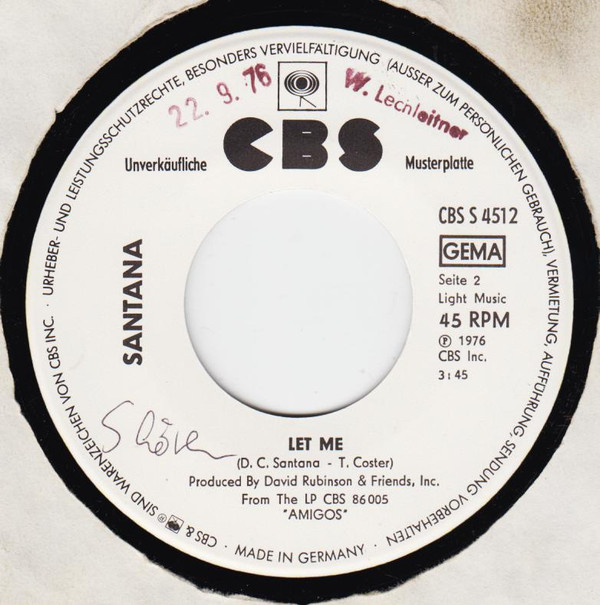 ® SIND WARENZEICHEN VON CBS INC. · URHEBER- UND LEISTUNGSSCHUTZRECHTE, BESONDERS VERVIELFÄLTIGUNG (AUSSER ZUM PERSÖNLICHEN GEBRAUCH), VERMIETUNG, AUFFÜHRUNG, SENDUNG VORBEHALTEN
22. 9. 76
W. Lechleitner
CBS
Unverkäufliche Musterplatte
CBS S 4512
GEMA
Seite 2
Light Music
45 RPM
Ⓟ 1976
CBS Inc.
3:45
SANTANA
LET ME
(D. C. Santana - T. Coster)
Produced By David Rubinson & Friends, Inc.
From The LP CBS 86005
"AMIGOS"
CBS &
· MADE IN GERMANY ·